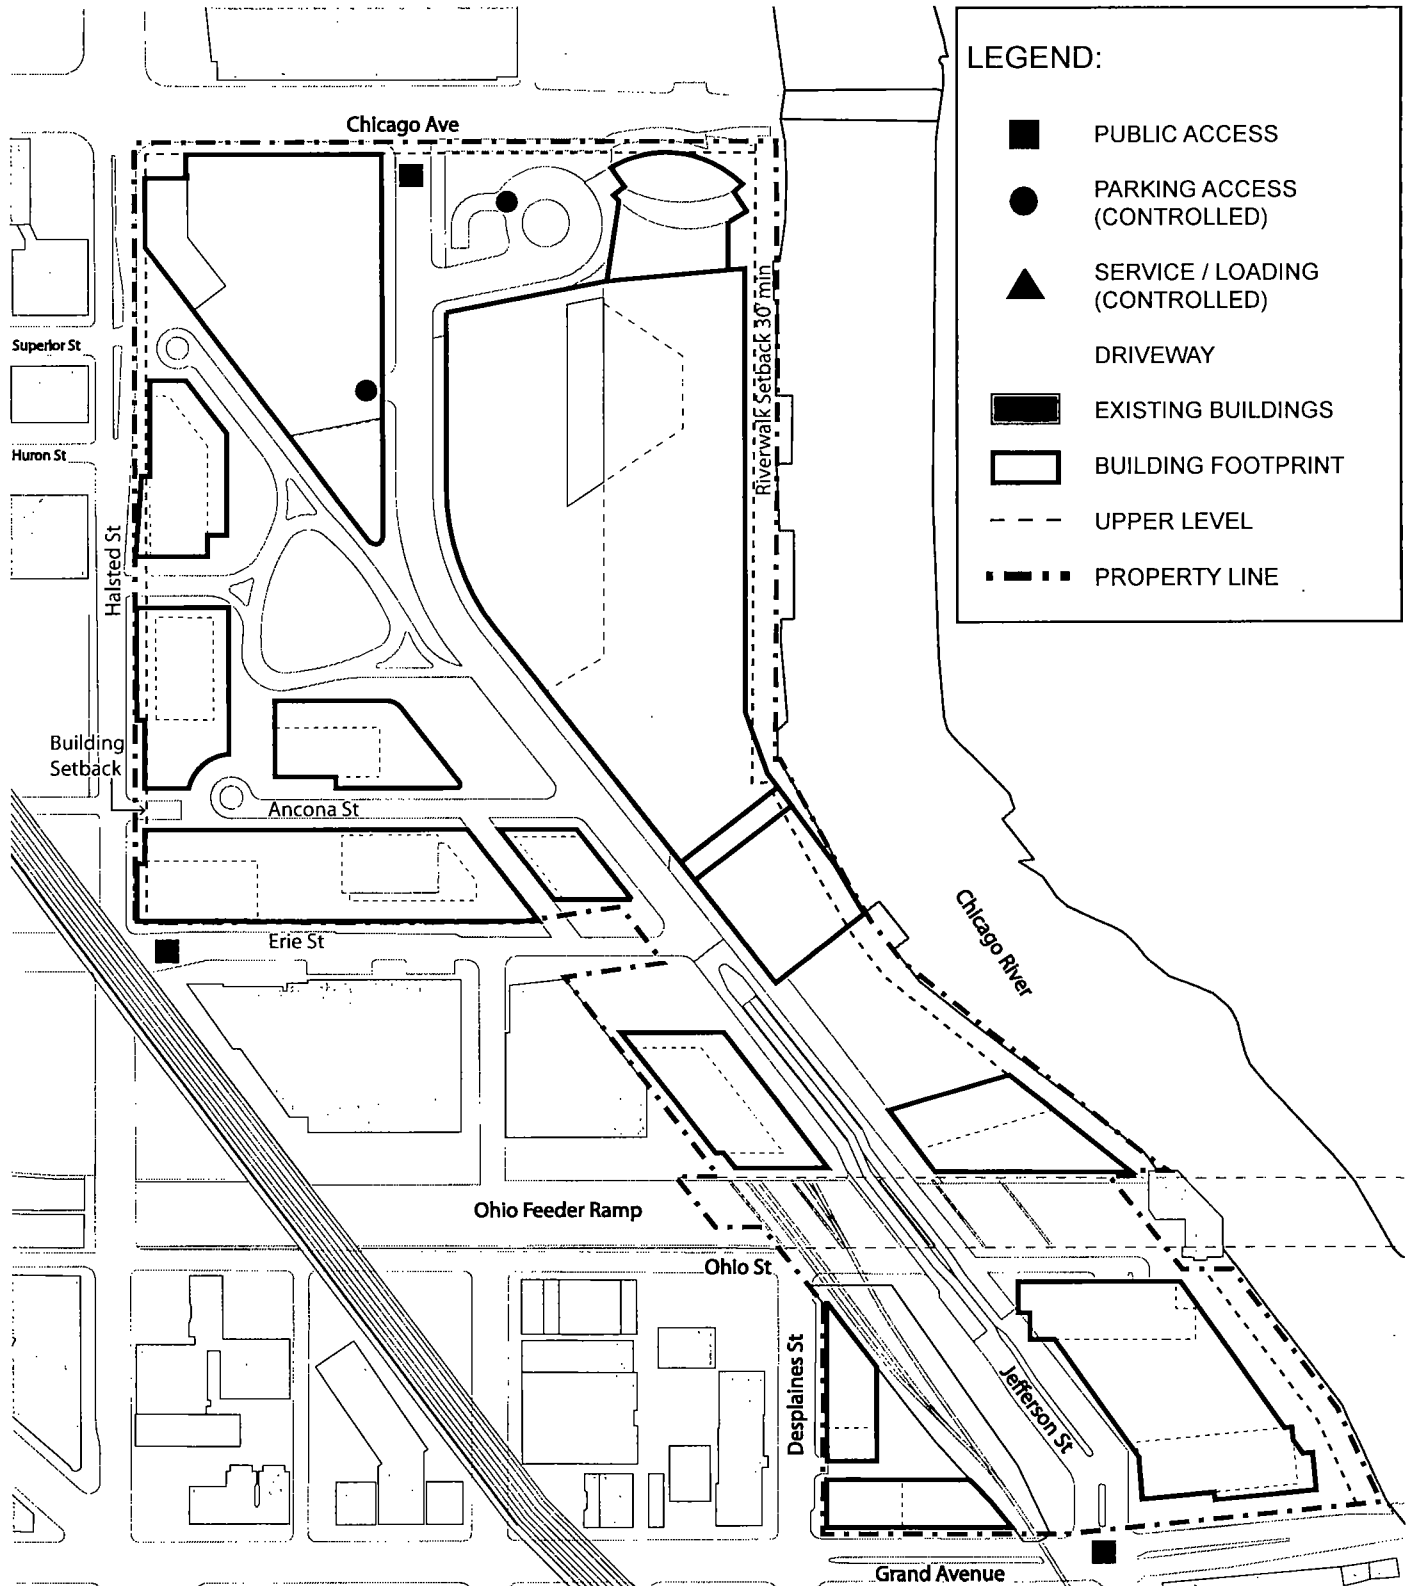 LEGEND:
PUBLIC ACCESS
PARKING ACCESS
(CONTROLLED)
SERVICE / LOADING
(CONTROLLED)
DRIVEWAY
EXISTING BUILDINGS
BUILDING FOOTPRINT
UPPER LEVEL
PROPERTY LINE
Chicago Ave
Superior St
Huron St
Halsted St
Riverwalk Setback 30' min
Building
Setback
Ancona St
Erie St
Chicago River
Ohio Feeder Ramp
Ohio St
Desplaines St
Jefferson St
Grand Avenue